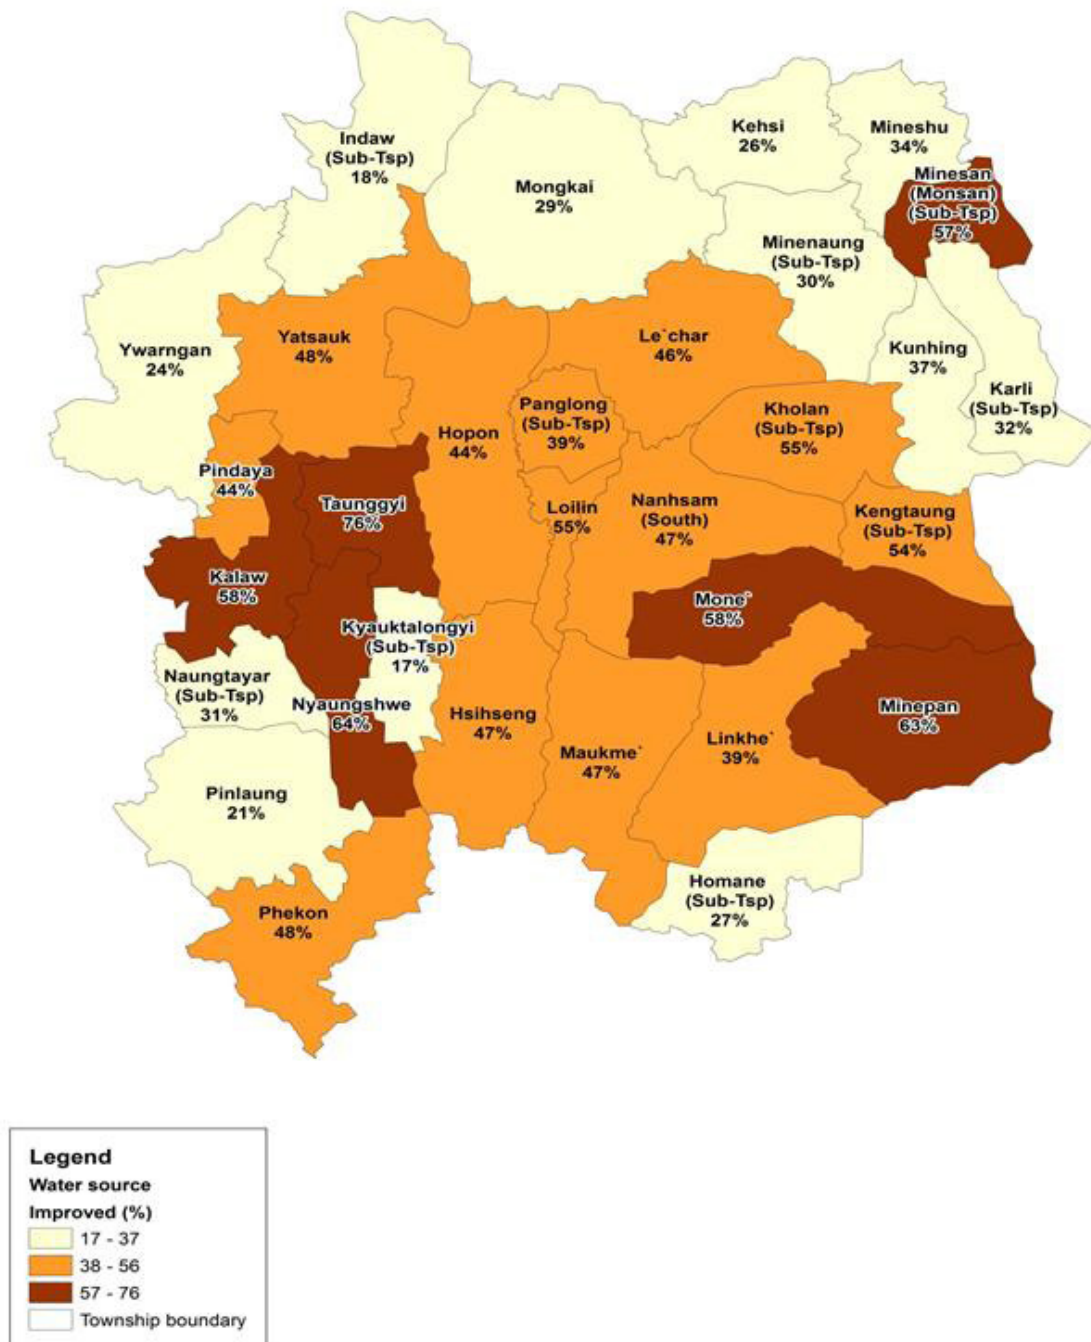 Indaw
(Sub-Tsp)
18%
Mongkai
29%
Kehsi
26%
Mineshu
34%
Minesan
(Monsan)
(Sub-Tsp)
57%
Minenaung
(Sub-Tsp)
30%
Ywarngan
24%
Yatsauk
48%
Le`char
46%
Kunhing
37%
Karli
(Sub-Tsp)
32%
Panglong
(Sub-Tsp)
39%
Kholan
(Sub-Tsp)
55%
Hopon
44%
Pindaya
44%
Taunggyi
76%
Loilin
55%
Nanhsam
(South)
47%
Kengtaung
(Sub-Tsp)
54%
Kalaw
58%
Mone`
58%
Kyauktalongyi
(Sub-Tsp)
17%
Naungtayar
(Sub-Tsp)
31%
Nyaungshwe
64%
Hsihseng
47%
Maukme`
47%
Linkhe`
39%
Minepan
63%
Pinlaung
21%
Homane
(Sub-Tsp)
27%
Phekon
48%
Legend
Water source
Improved (%)
17 - 37
38 - 56
57 - 76
Township boundary